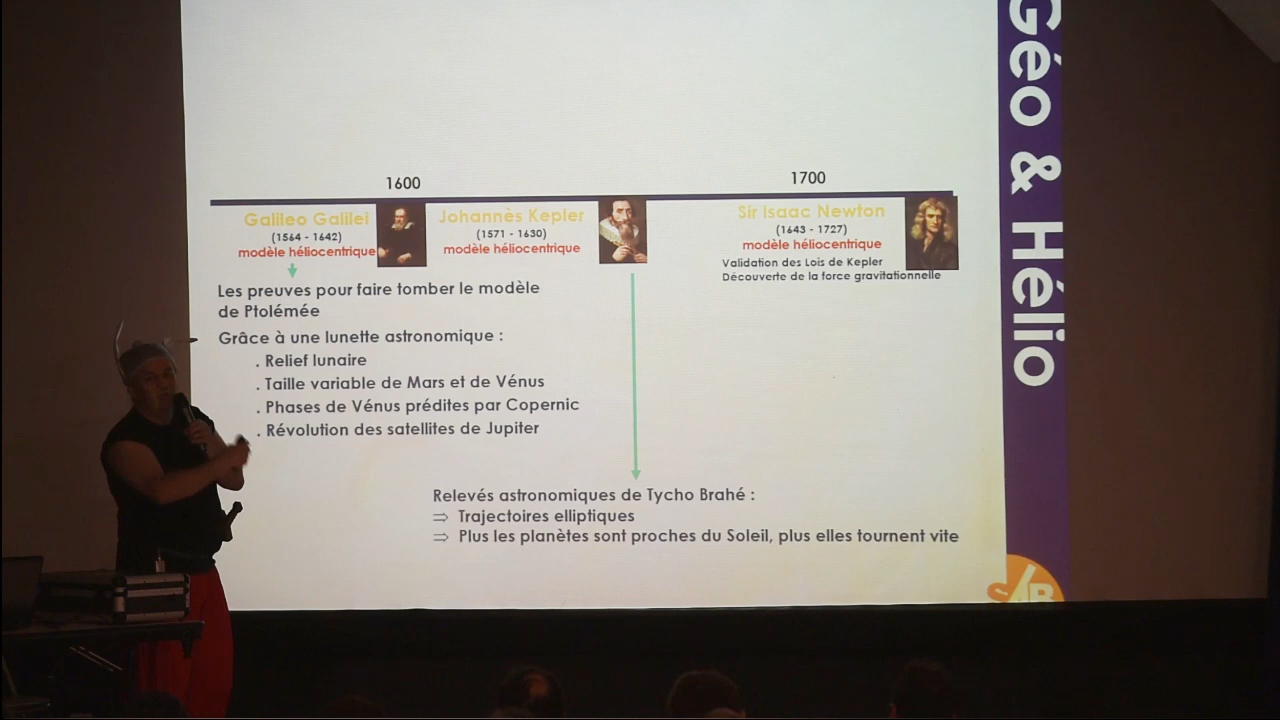 Géo & Hélio
1600
1700
Galileo Galilei
(1564 - 1642)
modèle héliocentrique
Johannès Kepler
(1571 - 1630)
modèle héliocentrique
Sir Isaac Newton
(1643 - 1727)
modèle héliocentrique
Validation des Lois de Kepler
Découverte de la force gravitationnelle
Les preuves pour faire tomber le modèle
de Ptolémée
Grâce à une lunette astronomique :
. Relief lunaire
. Taille variable de Mars et de Vénus
. Phases de Vénus prédites par Copernic
. Révolution des satellites de Jupiter
Relevés astronomiques de Tycho Brahé :
⇒ Trajectoires elliptiques
⇒ Plus les planètes sont proches du Soleil, plus elles tournent vite